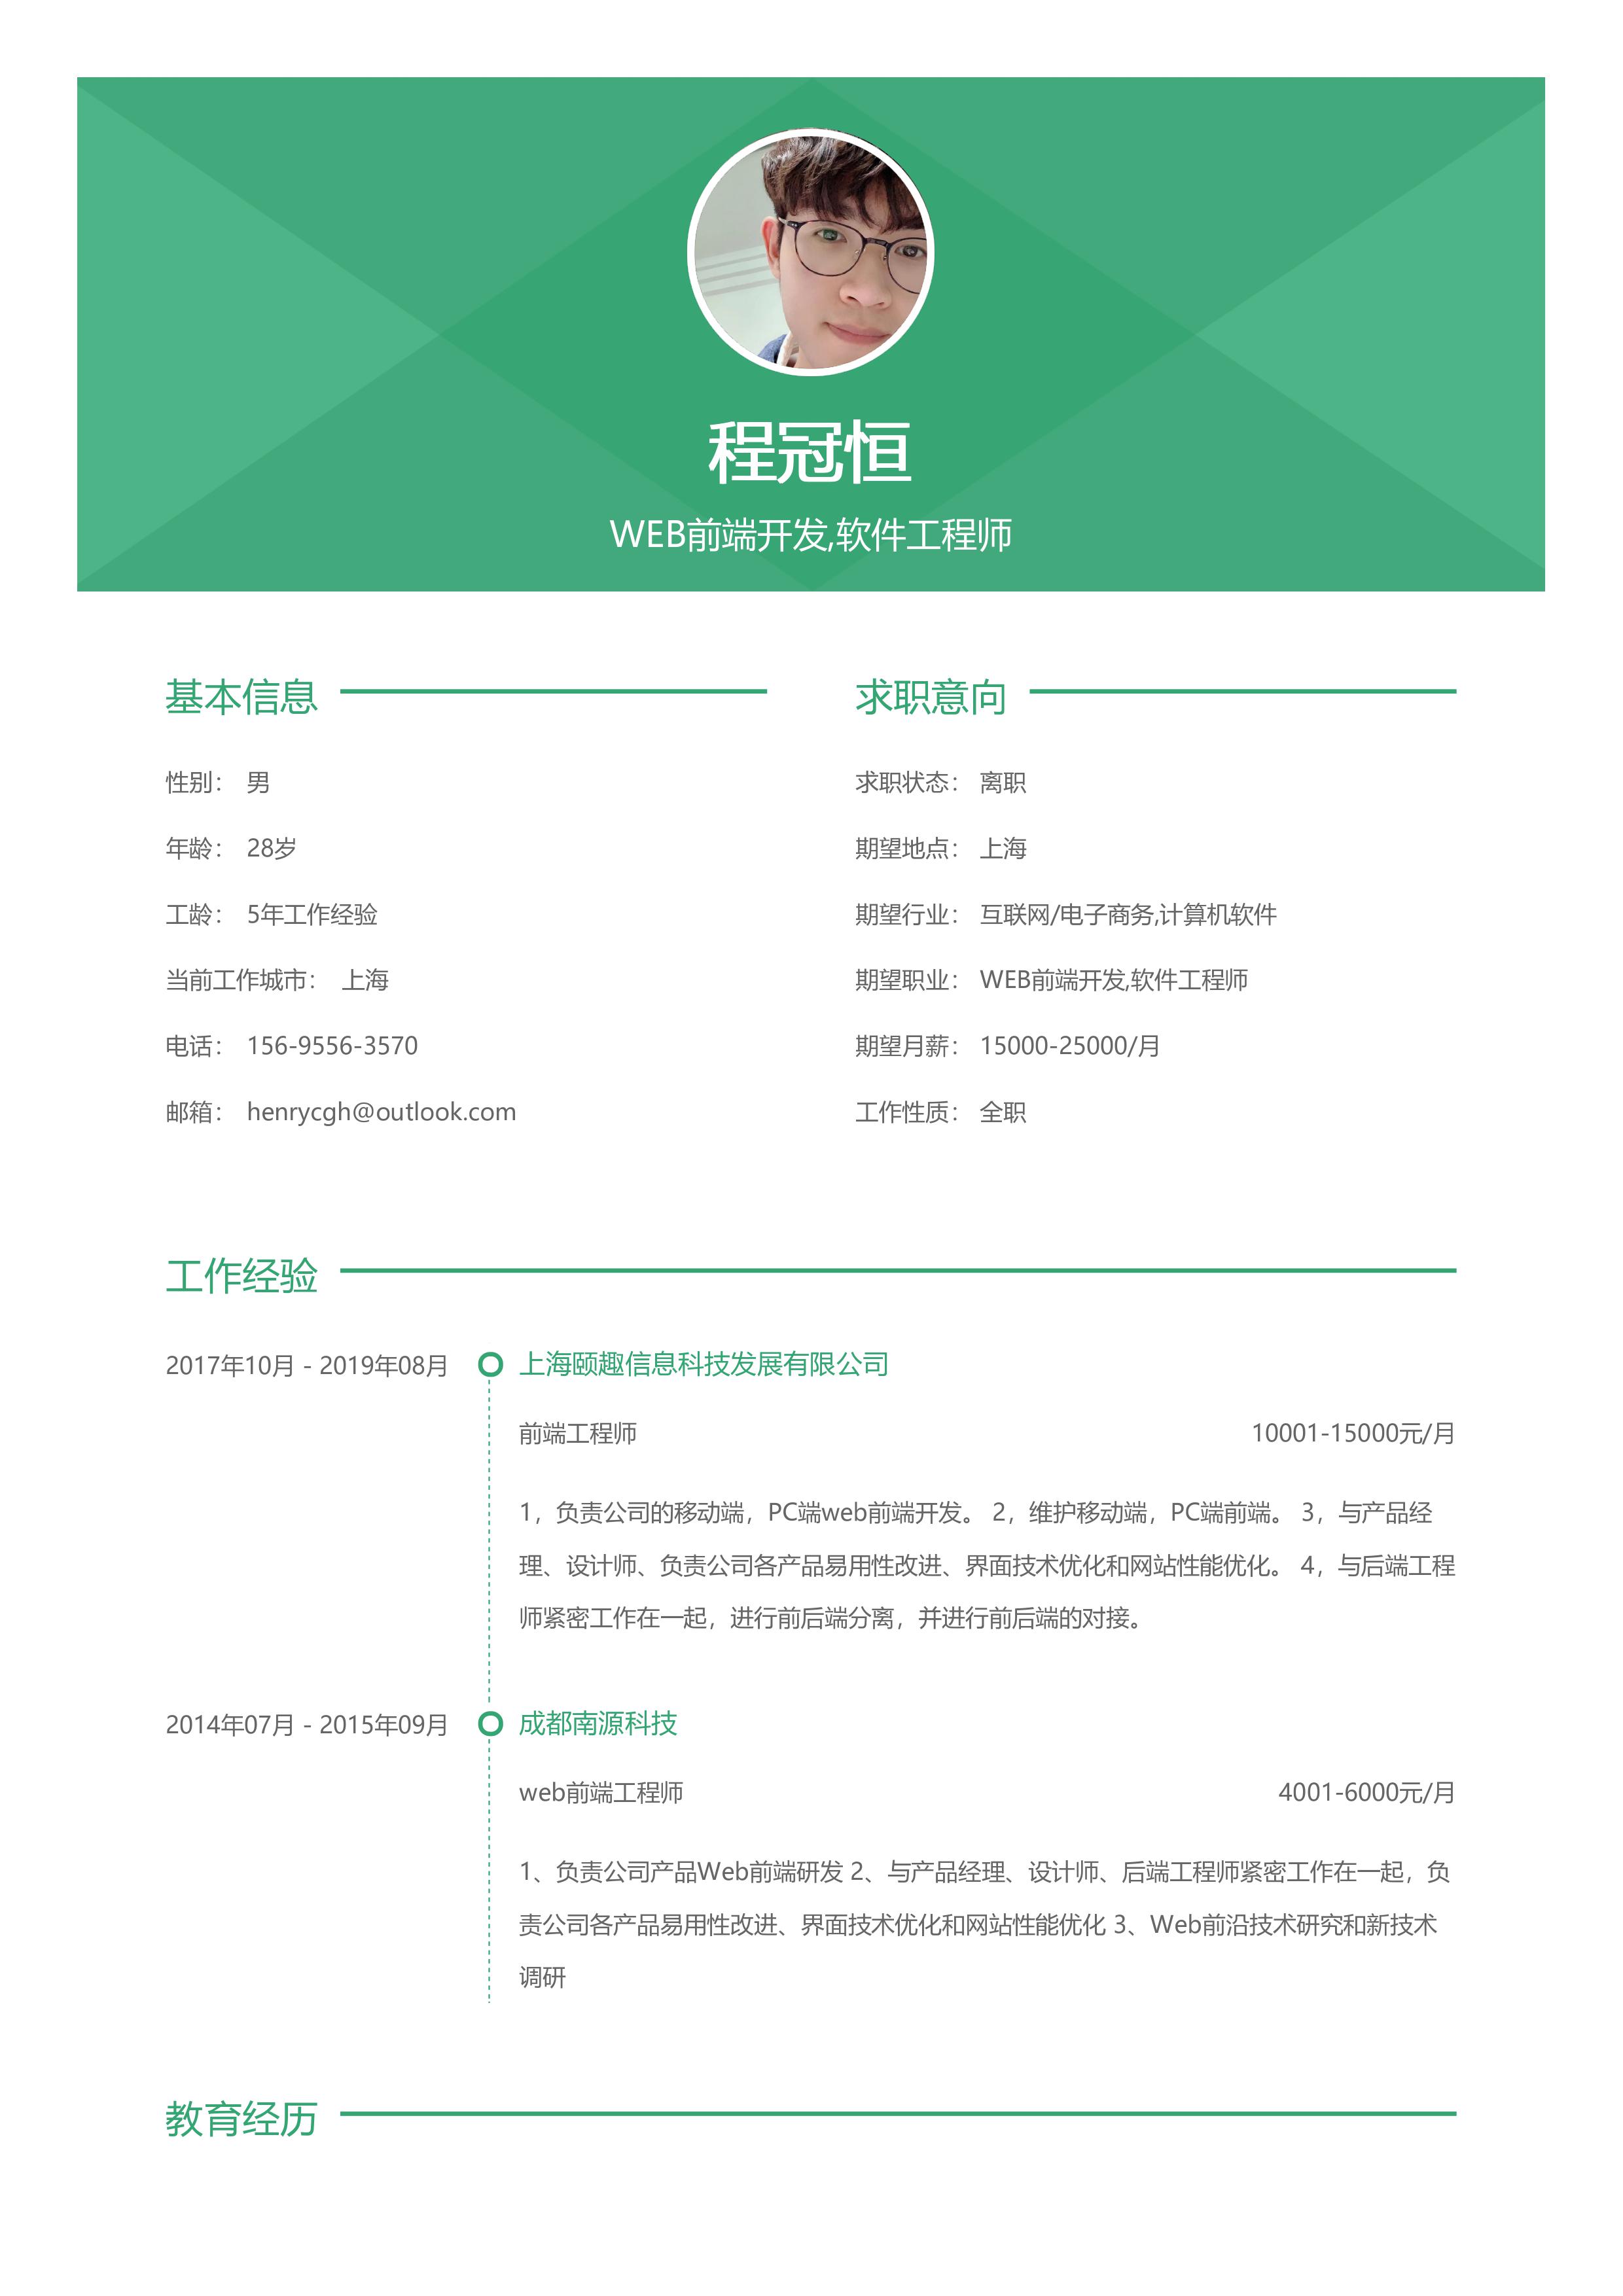 程冠恒
WEB前端开发,软件工程师
基本信息
性别： 男
年龄： 28岁
工龄： 5年工作经验
当前工作城市： 上海
电话： 156-9556-3570
邮箱： henrycgh@outlook.com
求职意向
求职状态： 离职
期望地点： 上海
期望行业： 互联网/电子商务,计算机软件
期望职业： WEB前端开发,软件工程师
期望月薪： 15000-25000/月
工作性质： 全职
工作经验
2017年10月 - 2019年08月
上海颐趣信息科技发展有限公司
前端工程师
10001-15000元/月
1，负责公司的移动端，PC端web前端开发。 2，维护移动端，PC端前端。 3，与产品经
理、设计师、负责公司各产品易用性改进、界面技术优化和网站性能优化。 4，与后端工程
师紧密工作在一起，进行前后端分离，并进行前后端的对接。
2014年07月 - 2015年09月
成都南源科技
web前端工程师
4001-6000元/月
1、负责公司产品Web前端研发 2、与产品经理、设计师、后端工程师紧密工作在一起，负
责公司各产品易用性改进、界面技术优化和网站性能优化 3、Web前沿技术研究和新技术
调研
教育经历